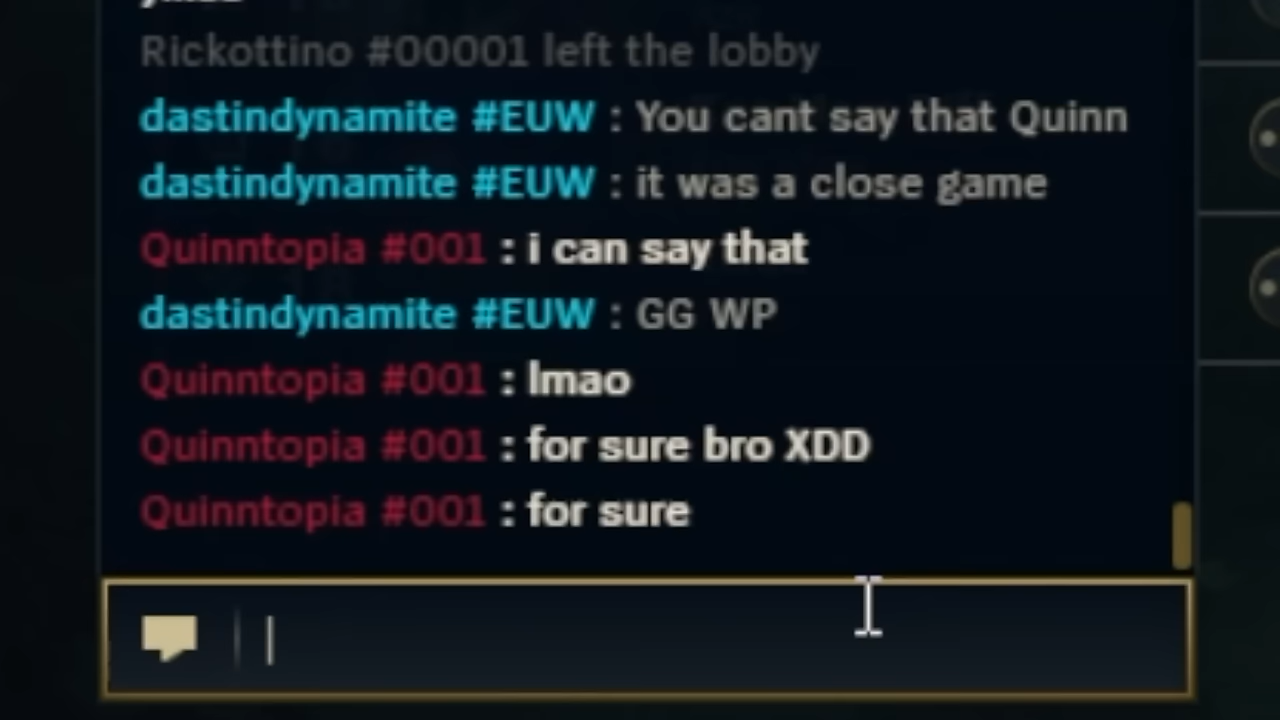 Rickottino #00001 left the lobby
dastindynamite #EUW : You cant say that Quinn
dastindynamite #EUW : it was a close game
Quinntopia #001 : i can say that
dastindynamite #EUW : GG WP
Quinntopia #001 : lmao
Quinntopia #001 : for sure bro XDD
Quinntopia #001 : for sure